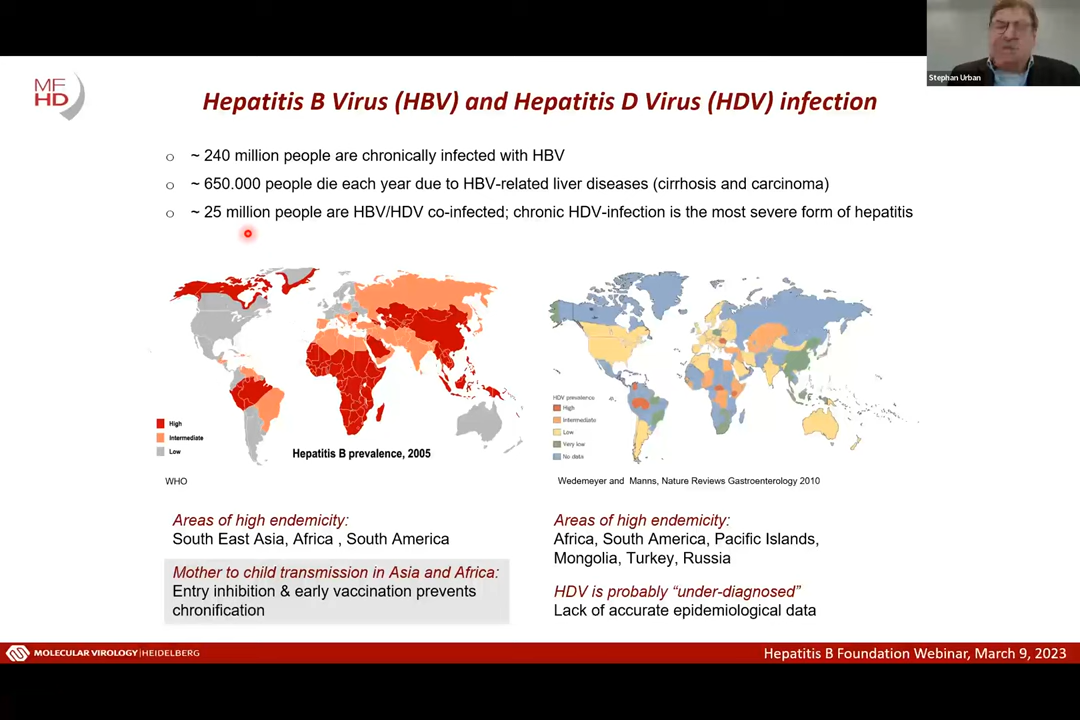 Stephan Urban
MF
HD
Hepatitis B Virus (HBV) and Hepatitis D Virus (HDV) infection
o ~ 240 million people are chronically infected with HBV
o ~ 650.000 people die each year due to HBV-related liver diseases (cirrhosis and carcinoma)
o ~ 25 million people are HBV/HDV co-infected; chronic HDV-infection is the most severe form of hepatitis
High
Intermediate
Low
Hepatitis B prevalence, 2005
WHO
HDV prevalence
High
Intermediate
Low
Very low
No data
Wedemeyer and Manns, Nature Reviews Gastroenterology 2010
Areas of high endemicity:
South East Asia, Africa , South America
Mother to child transmission in Asia and Africa:
Entry inhibition & early vaccination prevents
chronification
Areas of high endemicity:
Africa, South America, Pacific Islands,
Mongolia, Turkey, Russia
HDV is probably “under-diagnosed”
Lack of accurate epidemiological data
MOLECULAR VIROLOGY | HEIDELBERG
Hepatitis B Foundation Webinar, March 9, 2023